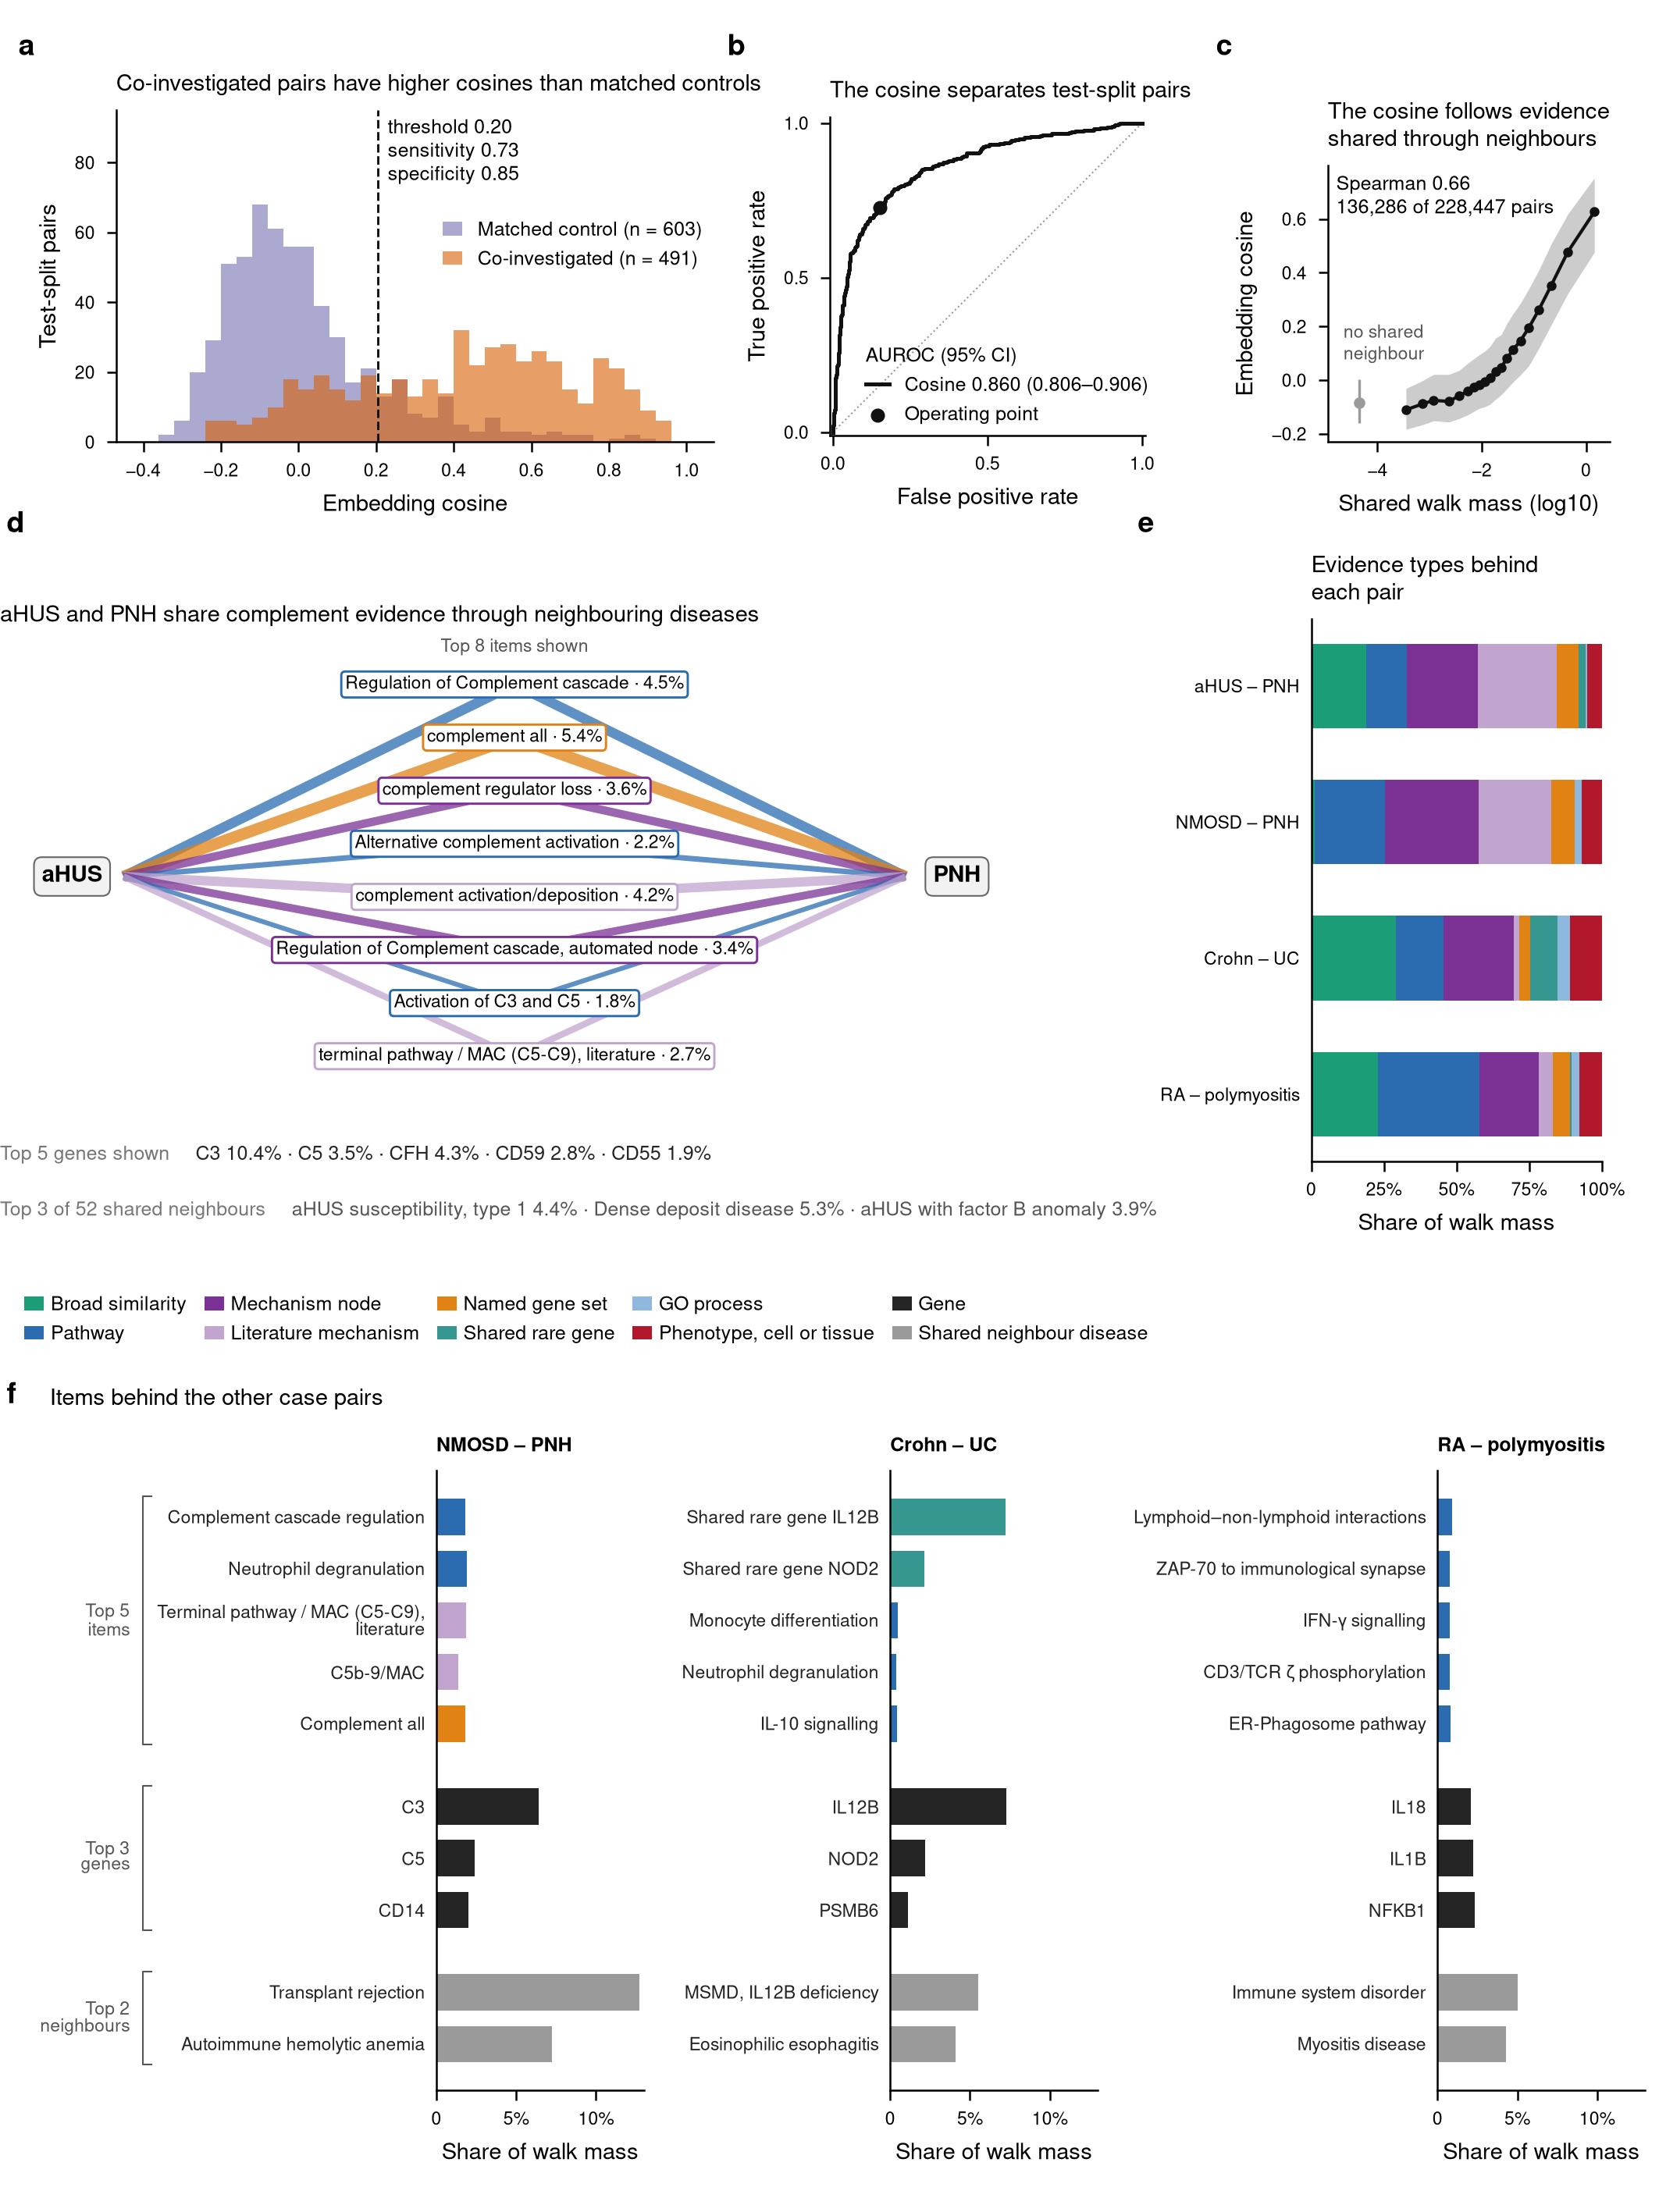 a
Co-investigated pairs have higher cosines than matched controls
threshold 0.20
sensitivity 0.73
specificity 0.85
Matched control (n = 603)
Co-investigated (n = 491)
Test-split pairs
80
60
40
20
0
−0.4
−0.2
0.0
0.2
0.4
0.6
0.8
1.0
Embedding cosine
b
The cosine separates test-split pairs
True positive rate
1.0
0.5
0.0
AUROC (95% CI)
Cosine 0.860 (0.806–0.906)
Operating point
0.0
0.5
1.0
False positive rate
c
The cosine follows evidence
shared through neighbours
Spearman 0.66
136,286 of 228,447 pairs
Embedding cosine
0.6
0.4
0.2
0.0
−0.2
no shared
neighbour
−4
−2
0
Shared walk mass (log10)
d
aHUS and PNH share complement evidence through neighbouring diseases
Top 8 items shown
Regulation of Complement cascade · 4.5%
complement all · 5.4%
complement regulator loss · 3.6%
Alternative complement activation · 2.2%
aHUS
PNH
complement activation/deposition · 4.2%
Regulation of Complement cascade, automated node · 3.4%
Activation of C3 and C5 · 1.8%
terminal pathway / MAC (C5-C9), literature · 2.7%
Top 5 genes shown C3 10.4% · C5 3.5% · CFH 4.3% · CD59 2.8% · CD55 1.9%
Top 3 of 52 shared neighbours aHUS susceptibility, type 1 4.4% · Dense deposit disease 5.3% · aHUS with factor B anomaly 3.9%
e
Evidence types behind
each pair
aHUS – PNH
NMOSD – PNH
Crohn – UC
RA – polymyositis
0
25%
50%
75%
100%
Share of walk mass
Broad similarity
Mechanism node
Named gene set
GO process
Gene
Pathway
Literature mechanism
Shared rare gene
Phenotype, cell or tissue
Shared neighbour disease
f
Items behind the other case pairs
NMOSD – PNH
Top 5
items
Complement cascade regulation
Neutrophil degranulation
Terminal pathway / MAC (C5-C9),
literature
C5b-9/MAC
Complement all
Top 3
genes
C3
C5
CD14
Top 2
neighbours
Transplant rejection
Autoimmune hemolytic anemia
0
5%
10%
Share of walk mass
Crohn – UC
Shared rare gene IL12B
Shared rare gene NOD2
Monocyte differentiation
Neutrophil degranulation
IL-10 signalling
IL12B
NOD2
PSMB6
MSMD, IL12B deficiency
Eosinophilic esophagitis
0
5%
10%
Share of walk mass
RA – polymyositis
Lymphoid–non-lymphoid interactions
ZAP-70 to immunological synapse
IFN-γ signalling
CD3/TCR ζ phosphorylation
ER-Phagosome pathway
IL18
IL1B
NFKB1
Immune system disorder
Myositis disease
0
5%
10%
Share of walk mass